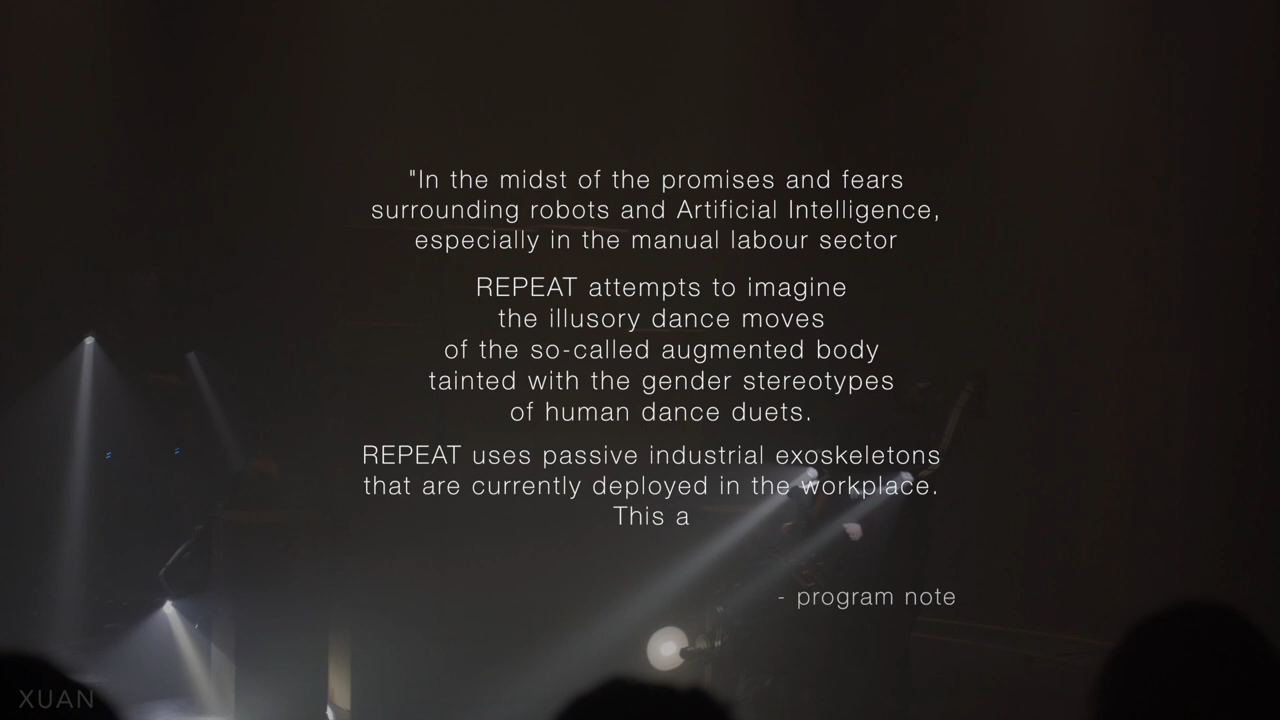 "In the midst of the promises and fears
surrounding robots and Artificial Intelligence,
especially in the manual labour sector
REPEAT attempts to imagine
the illusory dance moves
of the so-called augmented body
tainted with the gender stereotypes
of human dance duets.
REPEAT uses passive industrial exoskeletons
that are currently deployed in the workplace.
This a
- program note
XUAN